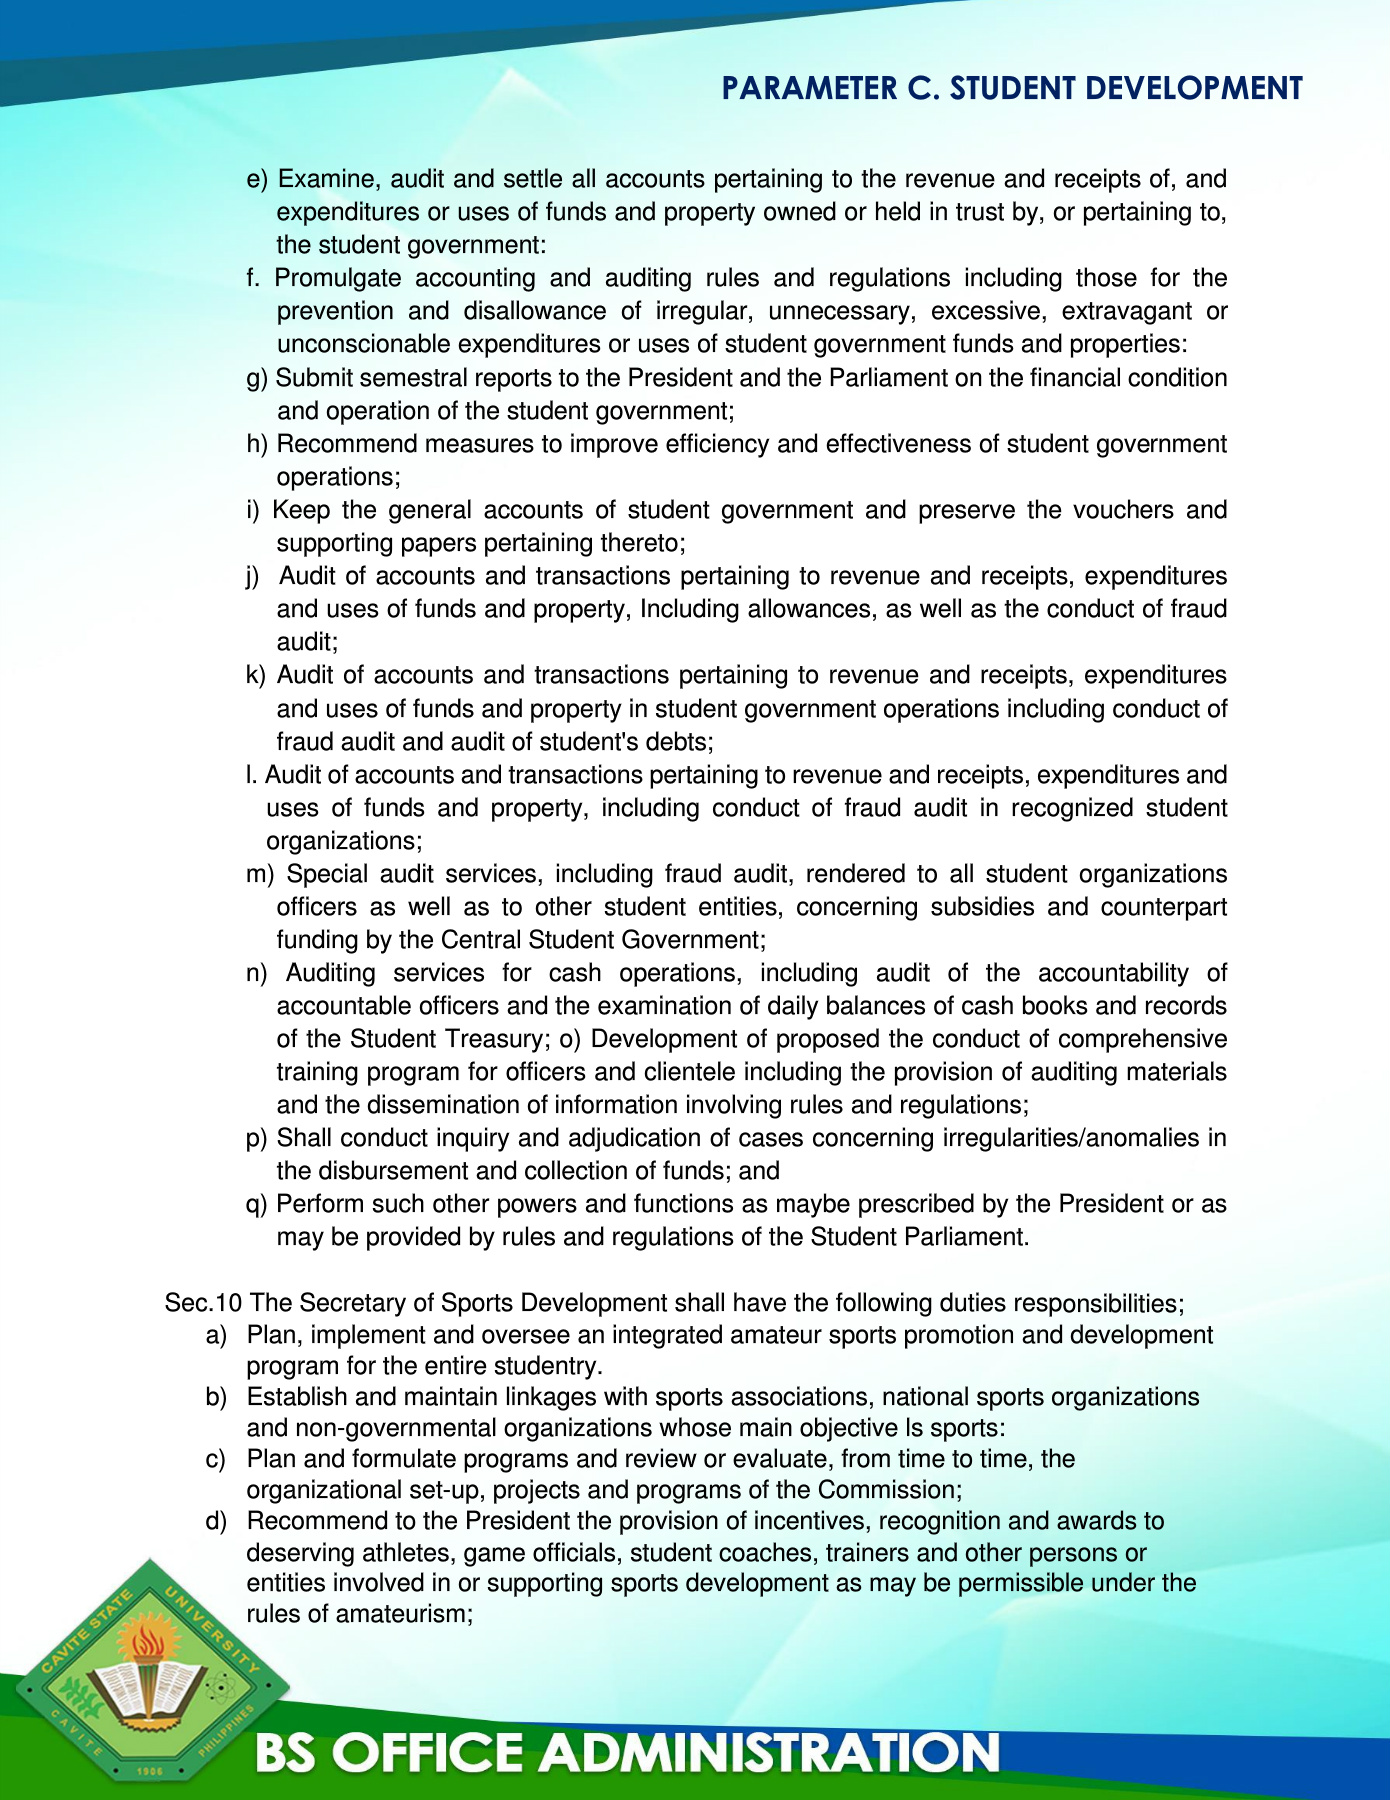 PARAMETER C. STUDENT DEVELOPMENT
e) Examine, audit and settle all accounts pertaining to the revenue and receipts of, and
expenditures or uses of funds and property owned or held in trust by, or pertaining to,
the student government:
f. Promulgate accounting and auditing rules and regulations including those for the
prevention and disallowance of irregular, unnecessary, excessive, extravagant or
unconscionable expenditures or uses of student government funds and properties:
g) Submit semestral reports to the President and the Parliament on the financial condition
and operation of the student government;
h) Recommend measures to improve efficiency and effectiveness of student government
operations;
i) Keep the general accounts of student government and preserve the vouchers and
supporting papers pertaining thereto;
j) Audit of accounts and transactions pertaining to revenue and receipts, expenditures
and uses of funds and property, Including allowances, as well as the conduct of fraud
audit;
k) Audit of accounts and transactions pertaining to revenue and receipts, expenditures
and uses of funds and property in student government operations including conduct of
fraud audit and audit of student's debts;
l. Audit of accounts and transactions pertaining to revenue and receipts, expenditures and
uses of funds and property, including conduct of fraud audit in recognized student
organizations;
m) Special audit services, including fraud audit, rendered to all student organizations
officers as well as to other student entities, concerning subsidies and counterpart
funding by the Central Student Government;
n) Auditing services for cash operations, including audit of the accountability of
accountable officers and the examination of daily balances of cash books and records
of the Student Treasury; o) Development of proposed the conduct of comprehensive
training program for officers and clientele including the provision of auditing materials
and the dissemination of information involving rules and regulations;
p) Shall conduct inquiry and adjudication of cases concerning irregularities/anomalies in
the disbursement and collection of funds; and
q) Perform such other powers and functions as maybe prescribed by the President or as
may be provided by rules and regulations of the Student Parliament.
Sec.10 The Secretary of Sports Development shall have the following duties responsibilities;
a) Plan, implement and oversee an integrated amateur sports promotion and development
program for the entire studentry.
b) Establish and maintain linkages with sports associations, national sports organizations
and non-governmental organizations whose main objective ls sports:
c) Plan and formulate programs and review or evaluate, from time to time, the
organizational set-up, projects and programs of the Commission;
d) Recommend to the President the provision of incentives, recognition and awards to
deserving athletes, game officials, student coaches, trainers and other persons or
entities involved in or supporting sports development as may be permissible under the
rules of amateurism;
CAVITE STATE UNIVERSITY
CAVITE
PHILIPPINES
1906
BS OFFICE ADMINISTRATION